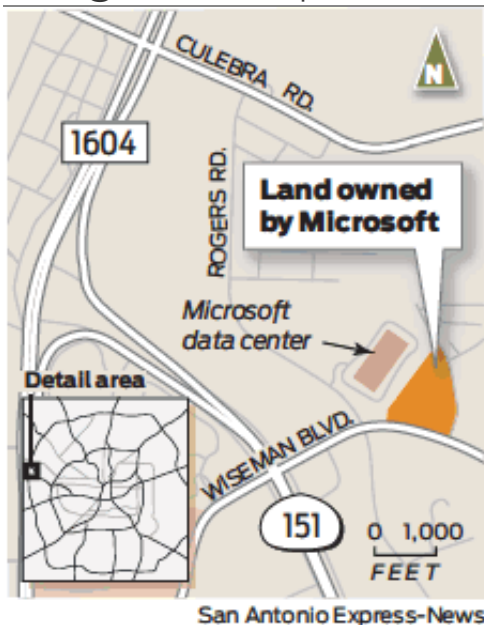 CULEBRA RD.
N
1604
ROGERS RD.
Land owned
by Microsoft
Microsoft
data center
Detail area
WISEMAN BLVD.
151
0 1,000
FEET
San Antonio Express-News